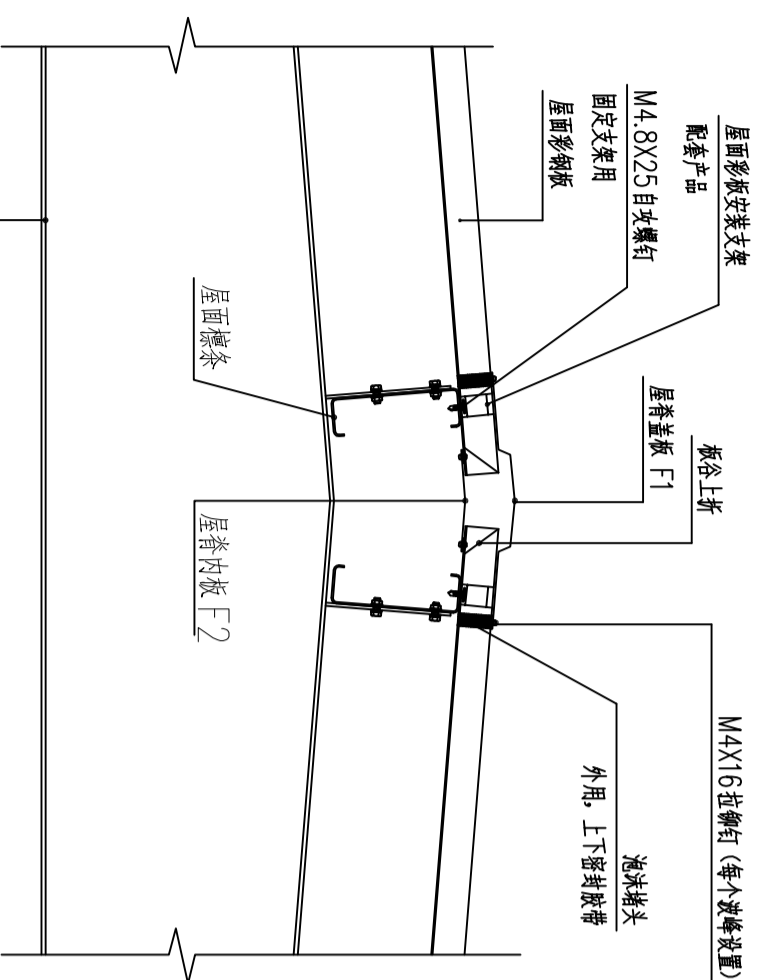 屋面彩板安装支架
配套产品
M4.8X25自攻螺钉
固定支架用
屋面彩钢板
屋面檩条
屋脊盖板 F1
板谷上折
屋脊内板 F2
M4X16拉铆钉(每个波峰设置)
泡沫堵头
外用,上下密封胶带